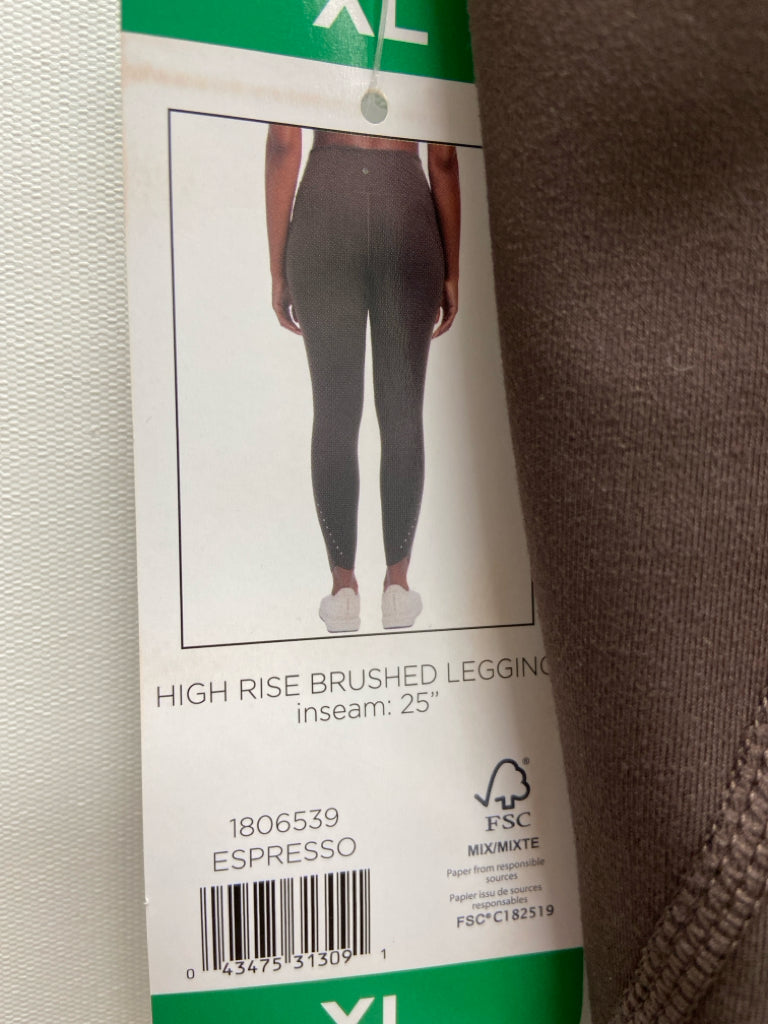 XL
HIGH RISE BRUSHED LEGGING
inseam: 25”
1806539
ESPRESSO
FSC®
MIX/MIXTE
Paper from responsible
sources
Papier issu de sources
responsables
FSC® C182519
0 43475 31309 1
XL